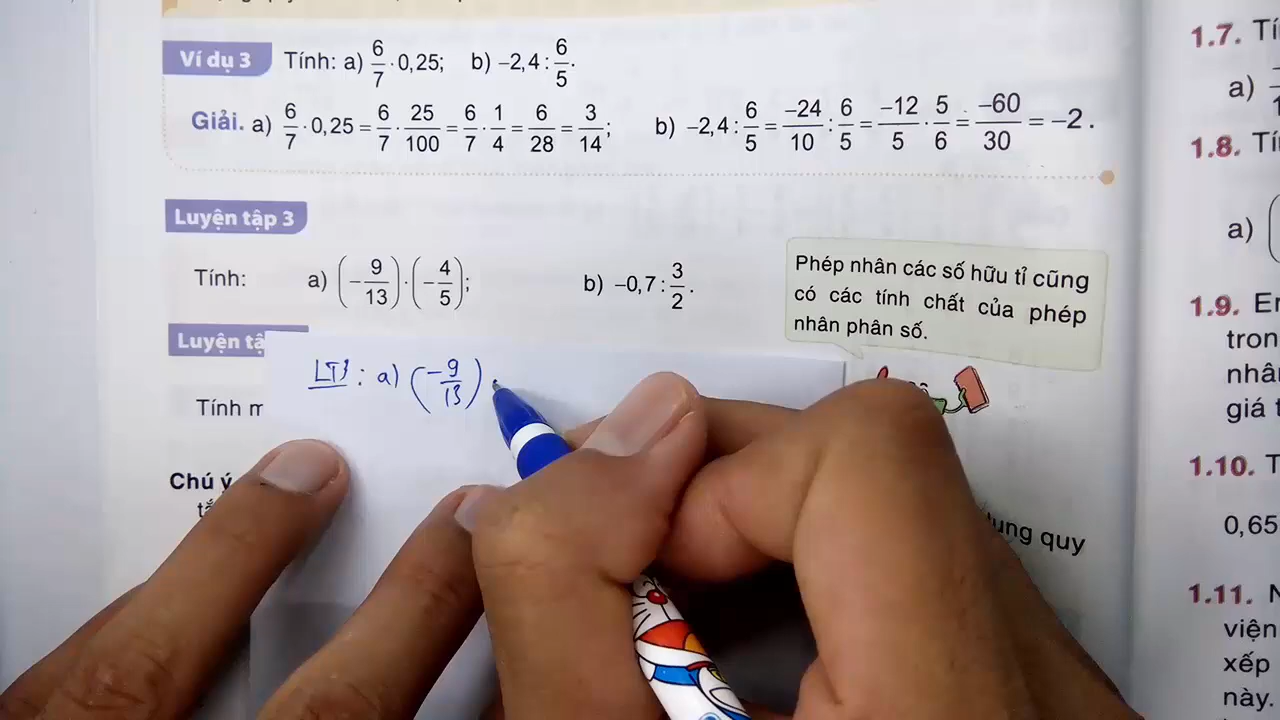 Ví dụ 3 Tính: a) 6/7 · 0,25; b) −2,4 : 6/5.
Giải. a) 6/7 · 0,25 = 6/7 · 25/100 = 6/7 · 1/4 = 6/28 = 3/14; b) −2,4 : 6/5 = −24/10 : 6/5 = −12/5 · 5/6 = −60/30 = −2.
Luyện tập 3
Tính: a) (−9/13) · (−4/5); b) −0,7 : 3/2.
Phép nhân các số hữu tỉ cũng
có các tính chất của phép
nhân phân số.
Luyện
LT3: a) (−9/13) ·
Tính
Chú ý
ung quy
1.7.
a)
1.8.
a)
1.9.
tron
nhâ
giá
1.10.
0,65
1.11.
viện
xếp
này.